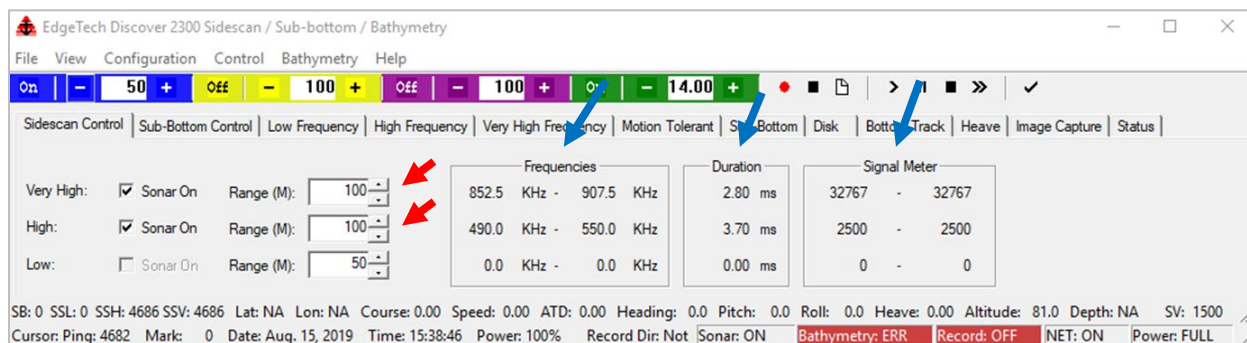 EdgeTech Discover 2300 Sidescan / Sub-bottom / Bathymetry
File View Configuration Control Bathymetry Help
On - 50 + Off - 100 + Off - 100 + - 14.00 +
Sidescan Control Sub-Bottom Control Low Frequency High Frequency Very High Motion Tolerant Disk Track Heave Image Capture Status
Frequencies Duration Signal Meter
Very High: Sonar On Range (M): 100 852.5 KHz - 907.5 KHz 2.80 ms 32767 - 32767
High: Sonar On Range (M): 100 490.0 KHz - 550.0 KHz 3.70 ms 2500 - 2500
Low: Sonar On Range (M): 50 0.0 KHz - 0.0 KHz 0.00 ms 0 - 0
SB: 0 SSL: 0 SSH: 4686 SSV: 4686 Lat: NA Lon: NA Course: 0.00 Speed: 0.00 ATD: 0.00 Heading: 0.0 Pitch: 0.0 Roll: 0.0 Heave: 0.00 Altitude: 81.0 Depth: NA SV: 1500
Cursor: Ping: 4682 Mark: 0 Date: Aug. 15, 2019 Time: 15:38:46 Power: 100% Record Dir: Not Sonar: ON Bathymetry: ERR Record: OFF NET: ON Power: FULL